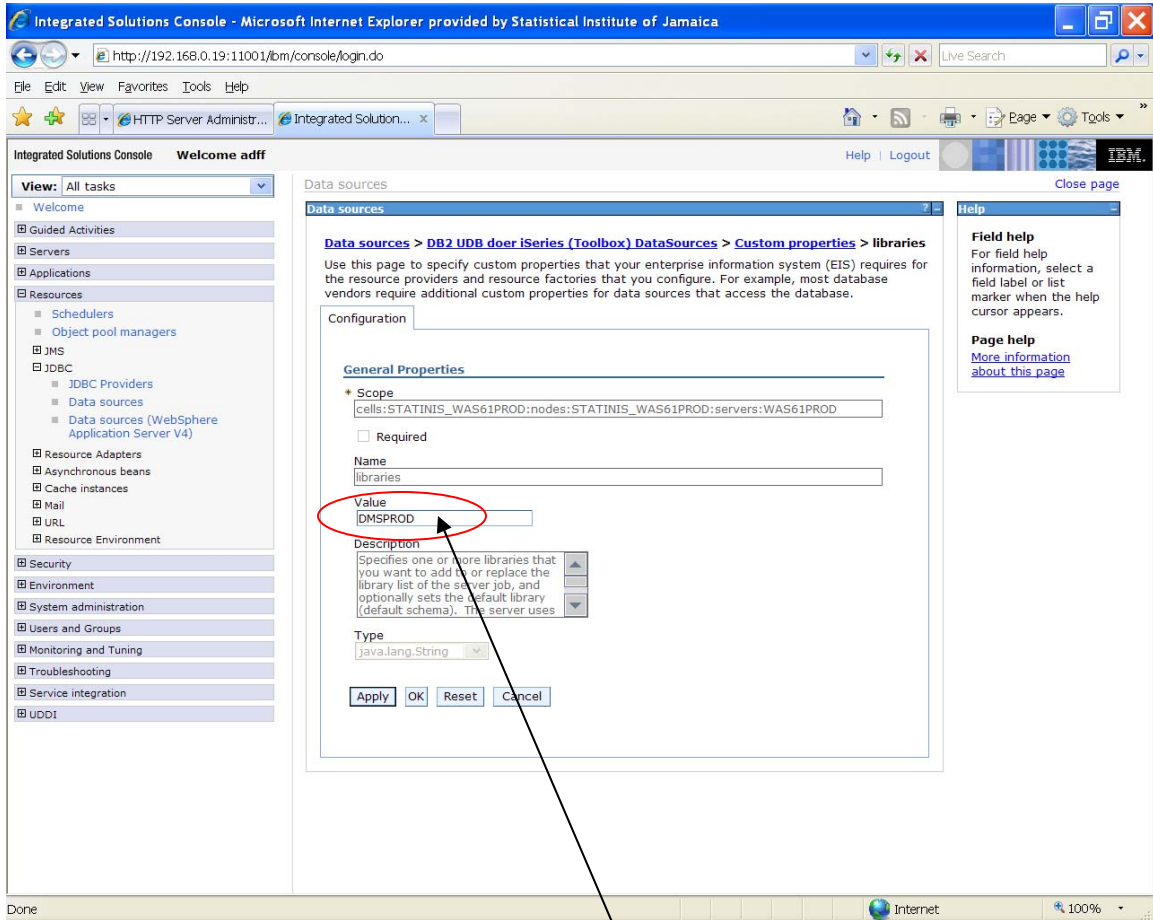 Integrated Solutions Console - Microsoft Internet Explorer provided by Statistical Institute of Jamaica
http://192.168.0.19:11001/ibm/console/login.do
Live Search
File Edit View Favorites Tools Help
HTTP Server Administr...
Integrated Solution...
Page
Tools
Integrated Solutions Console Welcome adff
Help | Logout
IBM.
View: All tasks
Welcome
Guided Activities
Servers
Applications
Resources
Schedulers
Object pool managers
JMS
JDBC
JDBC Providers
Data sources
Data sources (WebSphere
Application Server V4)
Resource Adapters
Asynchronous beans
Cache instances
Mail
URL
Resource Environment
Security
Environment
System administration
Users and Groups
Monitoring and Tuning
Troubleshooting
Service integration
UDDI
Data sources
Close page
Data sources
Data sources > DB2 UDB doer iSeries (Toolbox) DataSources > Custom properties > libraries
Use this page to specify custom properties that your enterprise information system (EIS) requires for
the resource providers and resource factories that you configure. For example, most database
vendors require additional custom properties for data sources that access the database.
Configuration
General Properties
* Scope
cells:STATINIS_WAS61PROD:nodes:STATINIS_WAS61PROD:servers:WAS61PROD
Required
Name
libraries
Value
DMSPROD
Description
Specifies one or more libraries that
you want to add to or replace the
library list of the server job, and
optionally sets the default library
(default schema). The server uses
Type
java.lang.String
Apply OK Reset Cancel
Help
Field help
For field help
information, select a
field label or list
marker when the help
cursor appears.
Page help
More information
about this page
Done
Internet
100%